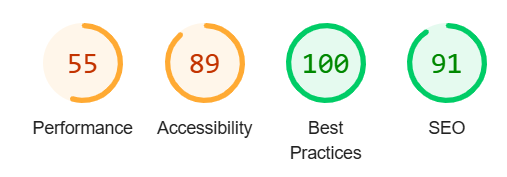 55 89 100 91
Performance Accessibility Best SEO
Practices